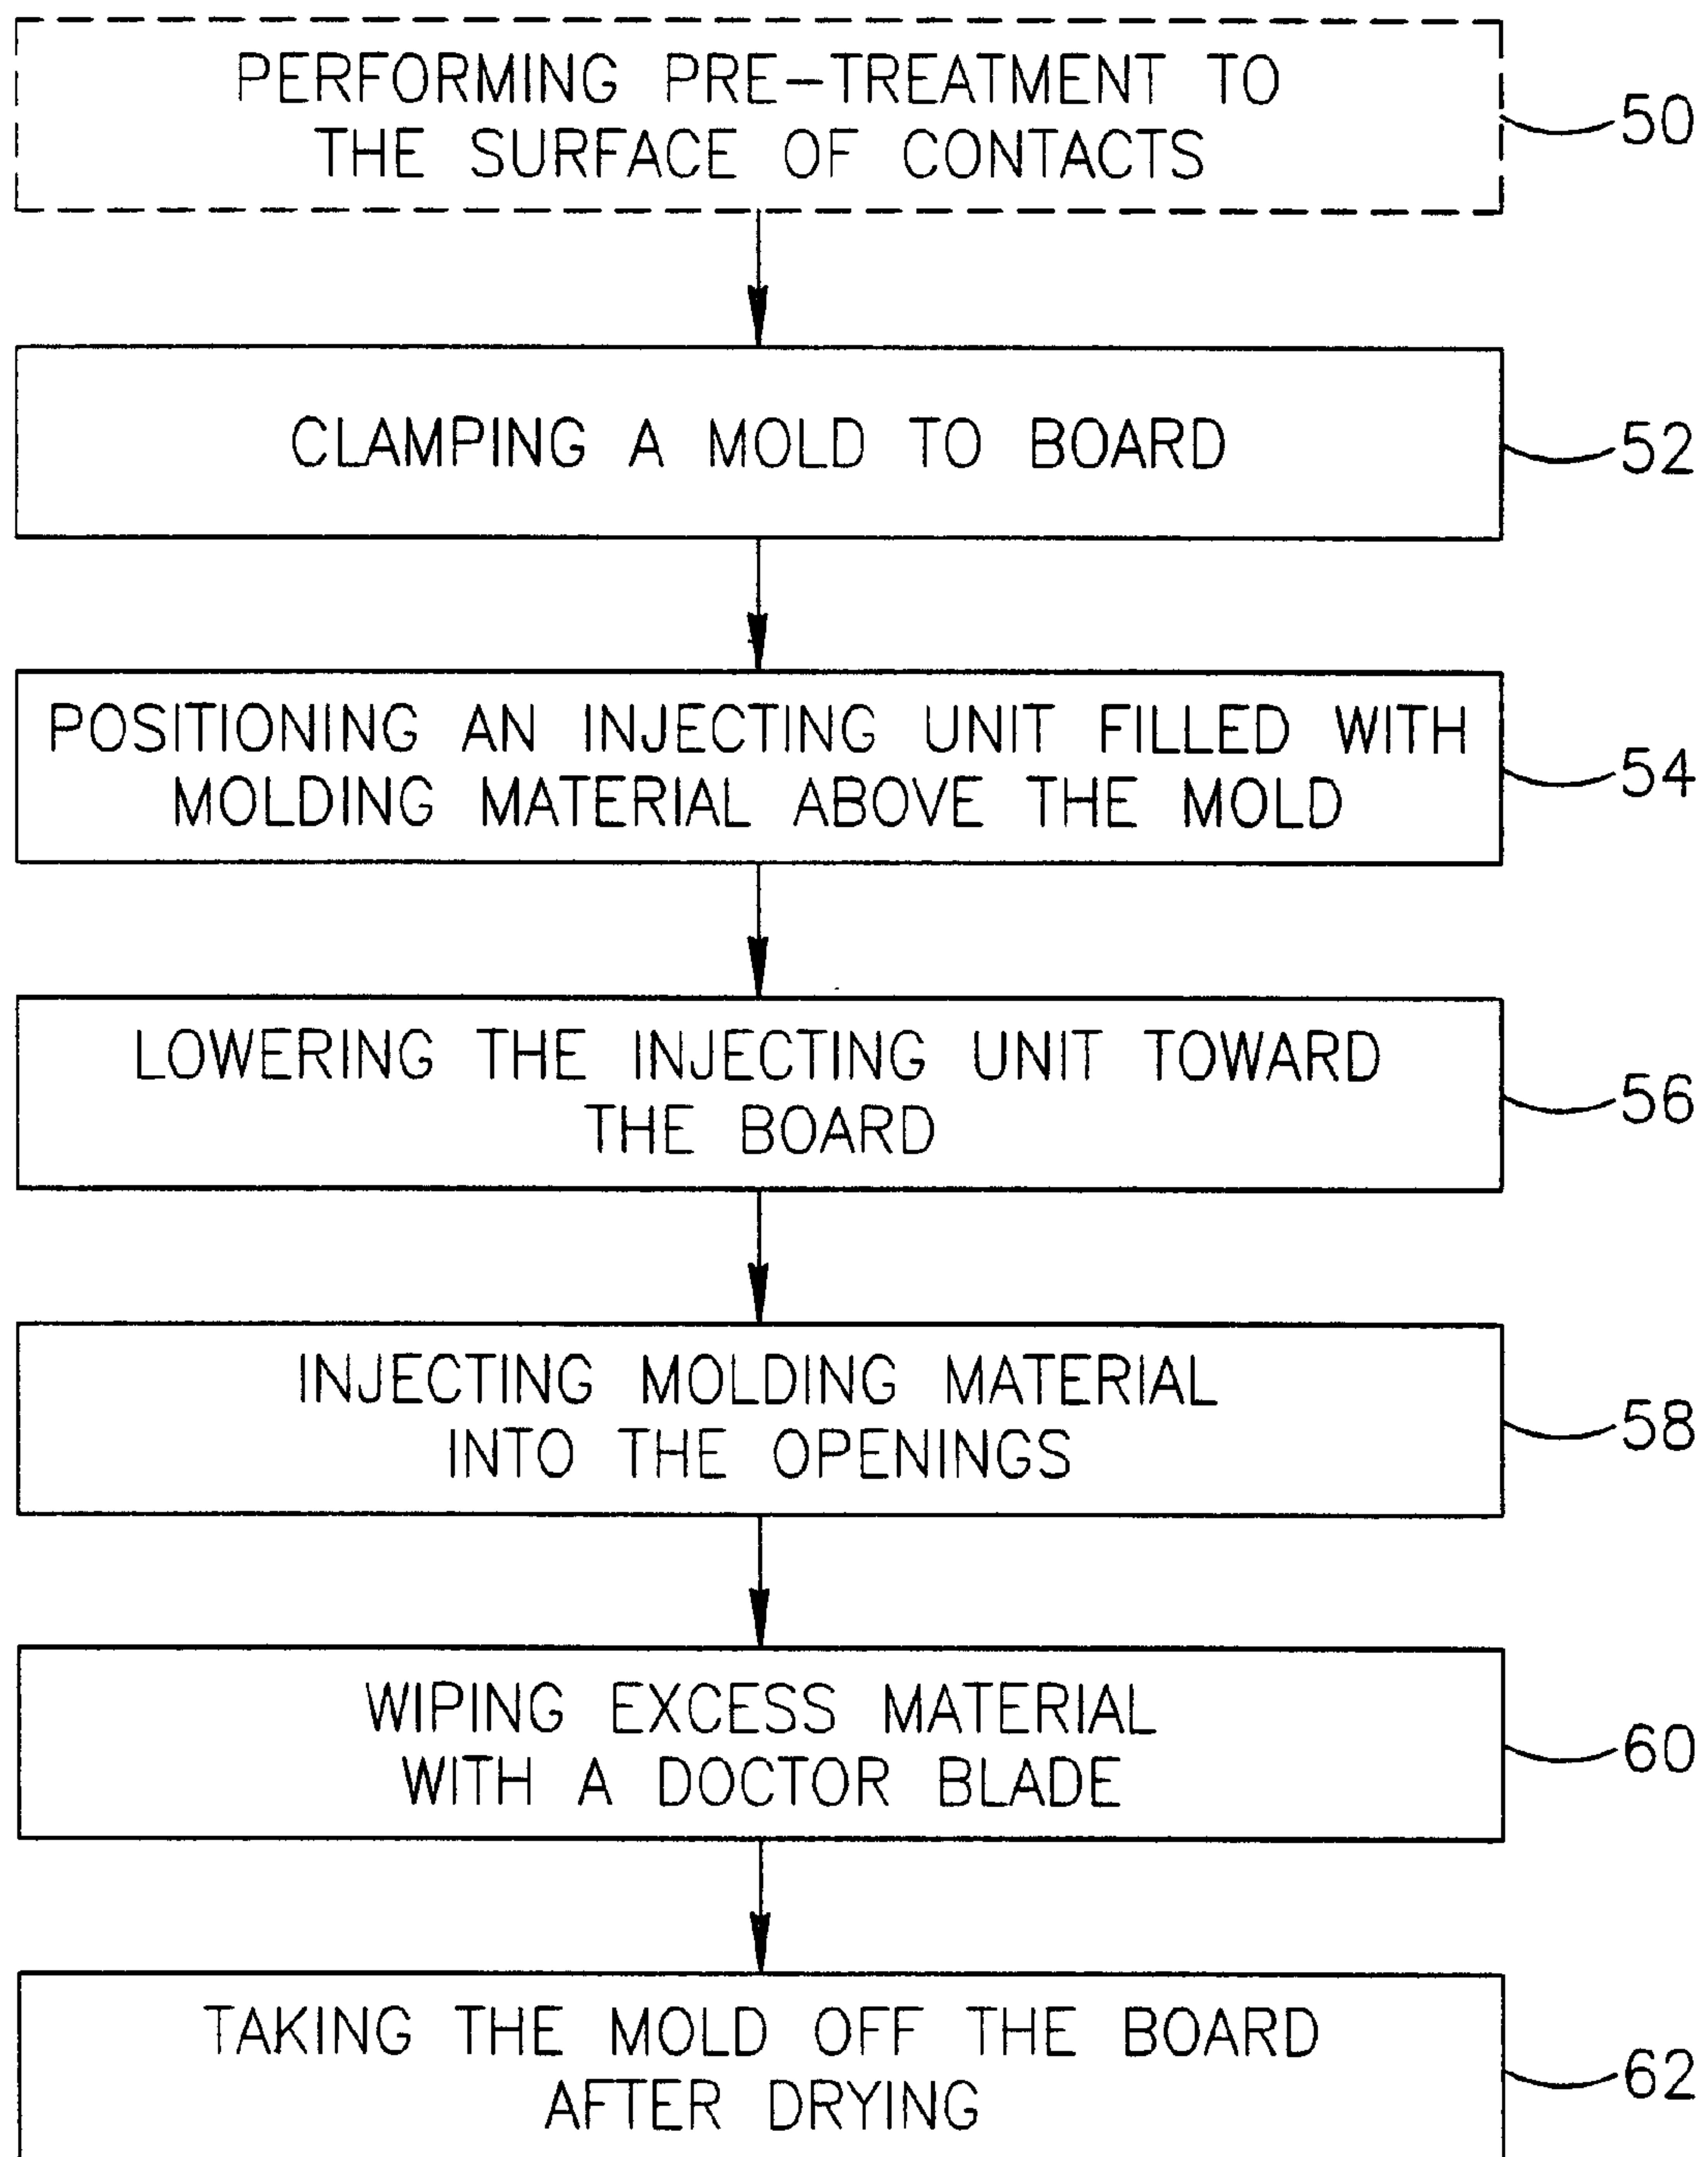 PERFORMING PRE-TREATMENT TO
THE SURFACE OF CONTACTS
50
CLAMPING A MOLD TO BOARD
52
POSITIONING AN INJECTING UNIT FILLED WITH
MOLDING MATERIAL ABOVE THE MOLD
54
LOWERING THE INJECTING UNIT TOWARD
THE BOARD
56
INJECTING MOLDING MATERIAL
INTO THE OPENINGS
58
WIPING EXCESS MATERIAL
WITH A DOCTOR BLADE
60
TAKING THE MOLD OFF THE BOARD
AFTER DRYING
62